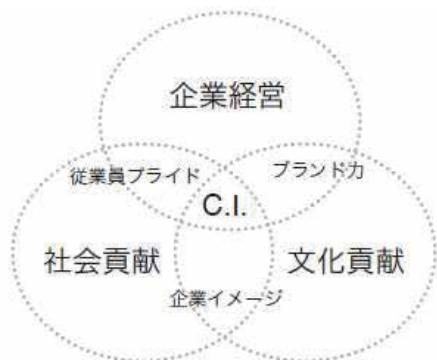 企業経営
従業員プライド
ブランド力
C.I.
社会貢献
文化貢献
企業イメージ